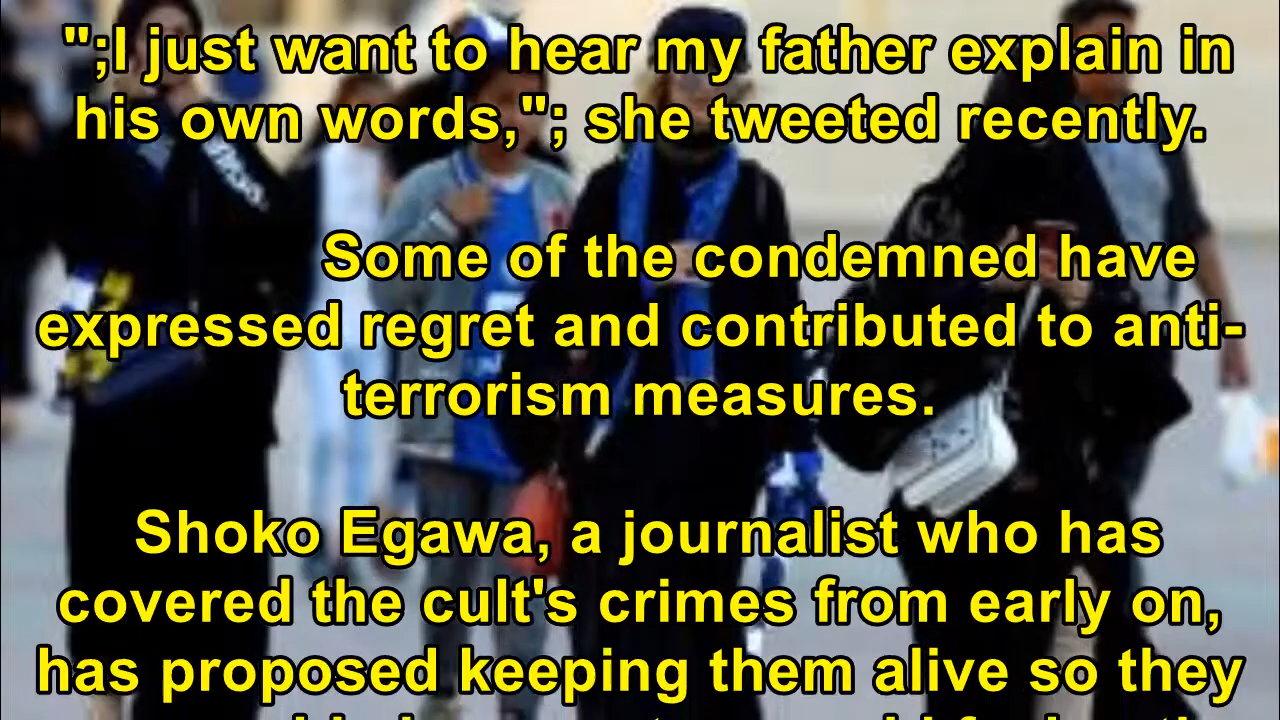 ";I just want to hear my father explain in
his own words,"; she tweeted recently.
Some of the condemned have
expressed regret and contributed to anti-
terrorism measures.
Shoko Egawa, a journalist who has
covered the cult's crimes from early on,
has proposed keeping them alive so they